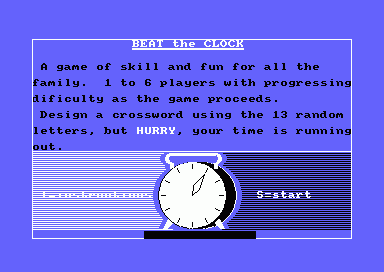 BEAT the CLOCK
A game of skill and fun for all the
family. 1 to 6 players with progressing
dificulty as the game proceeds.
Design a crossword using the 13 random
letters, but HURRY, your time is running
out.
S=start